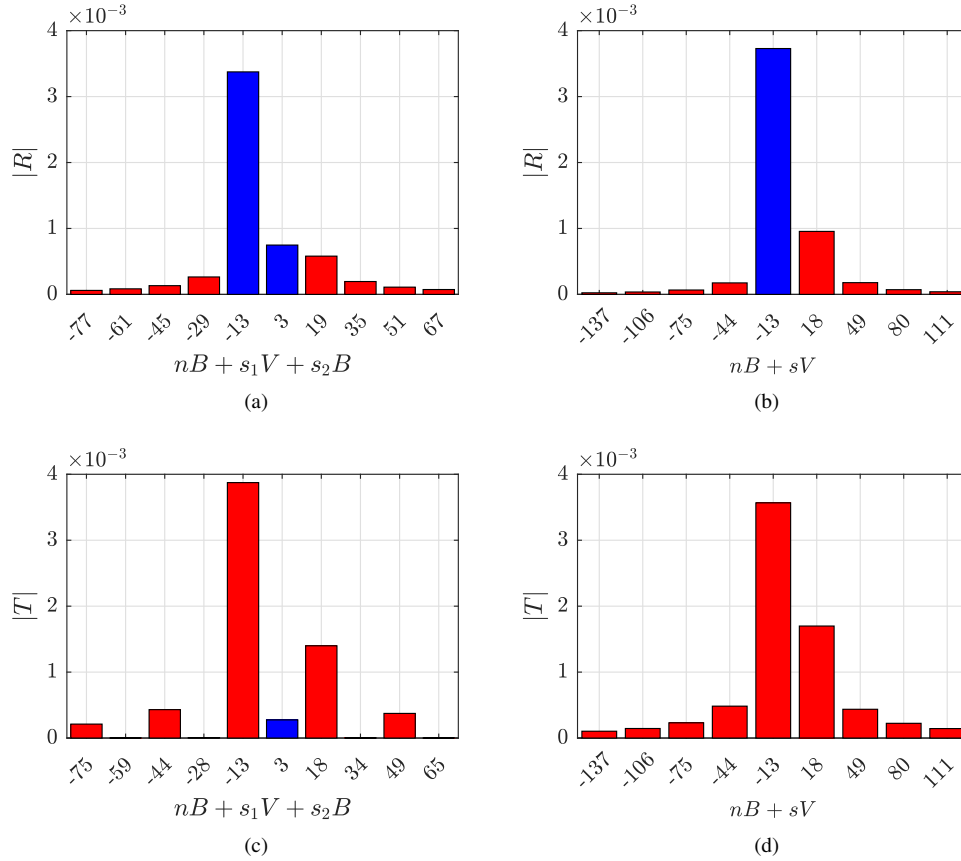 ×10⁻³
4
3
2
1
0
|R|
-77 -61 -45 -29 -13 3 19 35 51 67
nB + s₁V + s₂B
(a)
×10⁻³
4
3
2
1
0
|R|
-137 -106 -75 -44 -13 18 49 80 111
nB + sV
(b)
×10⁻³
4
3
2
1
0
|T|
-75 -59 -44 -28 -13 3 18 34 49 65
nB + s₁V + s₂B
(c)
×10⁻³
4
3
2
1
0
|T|
-137 -106 -75 -44 -13 18 49 80 111
nB + sV
(d)